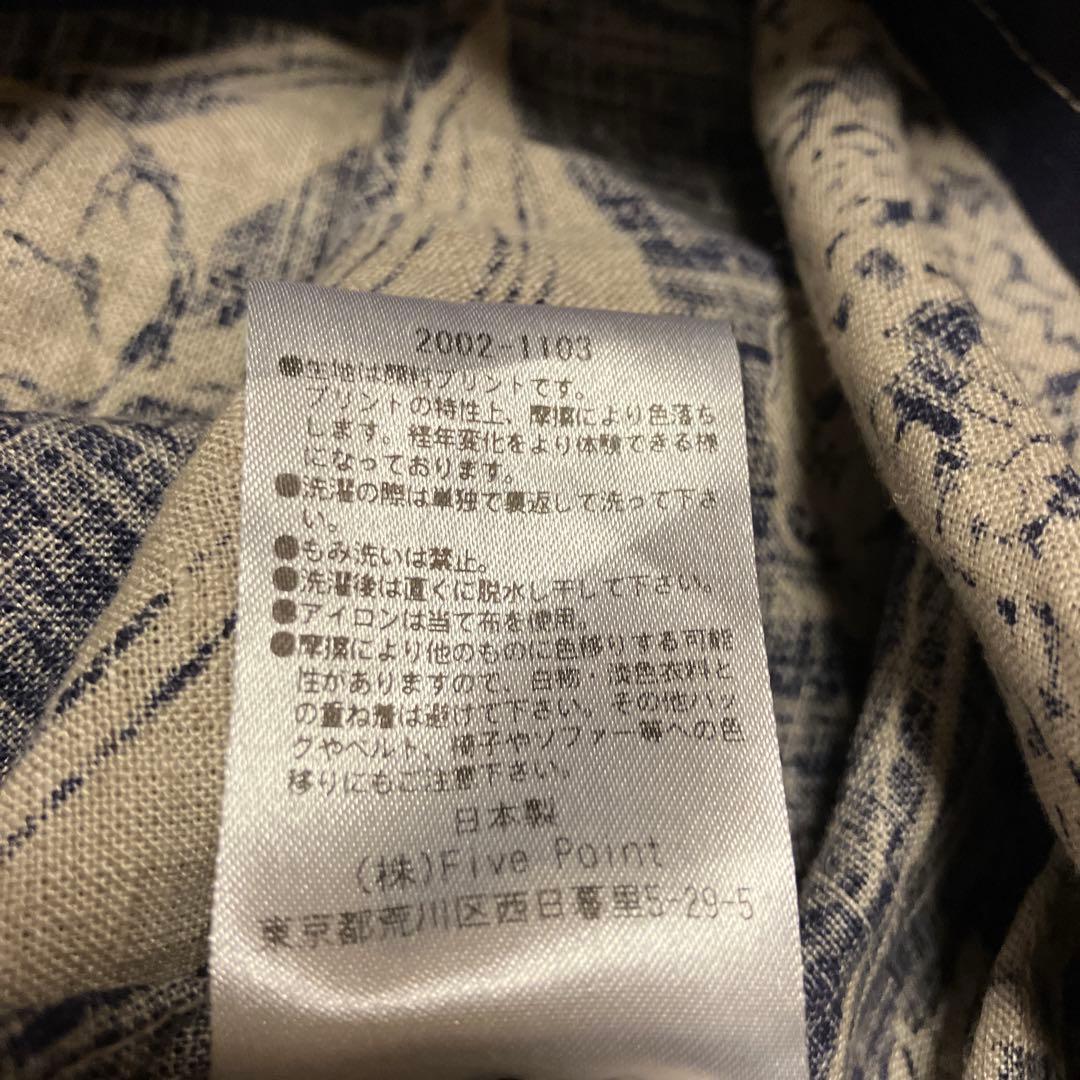 2002-1103
●生地は顔料プリントです。
プリントの特性上、摩擦により色落ち
します。経年変化をより体験できる様
になっております。
●洗濯の際は単独で裏返して洗って下さ
い。
●もみ洗いは禁止。
●洗濯後は直ぐに脱水し干して下さい。
●アイロンは当て布を使用。
●摩擦により他のものに色移りする可能
性がありますので、白物・淡色衣料と
の重ね着は避けて下さい、その他バッ
グやベルト、椅子やソファー等への色
移りにもご注意下さい。
日本製
(株)Five Point
東京都荒川区西日暮里5-29-5